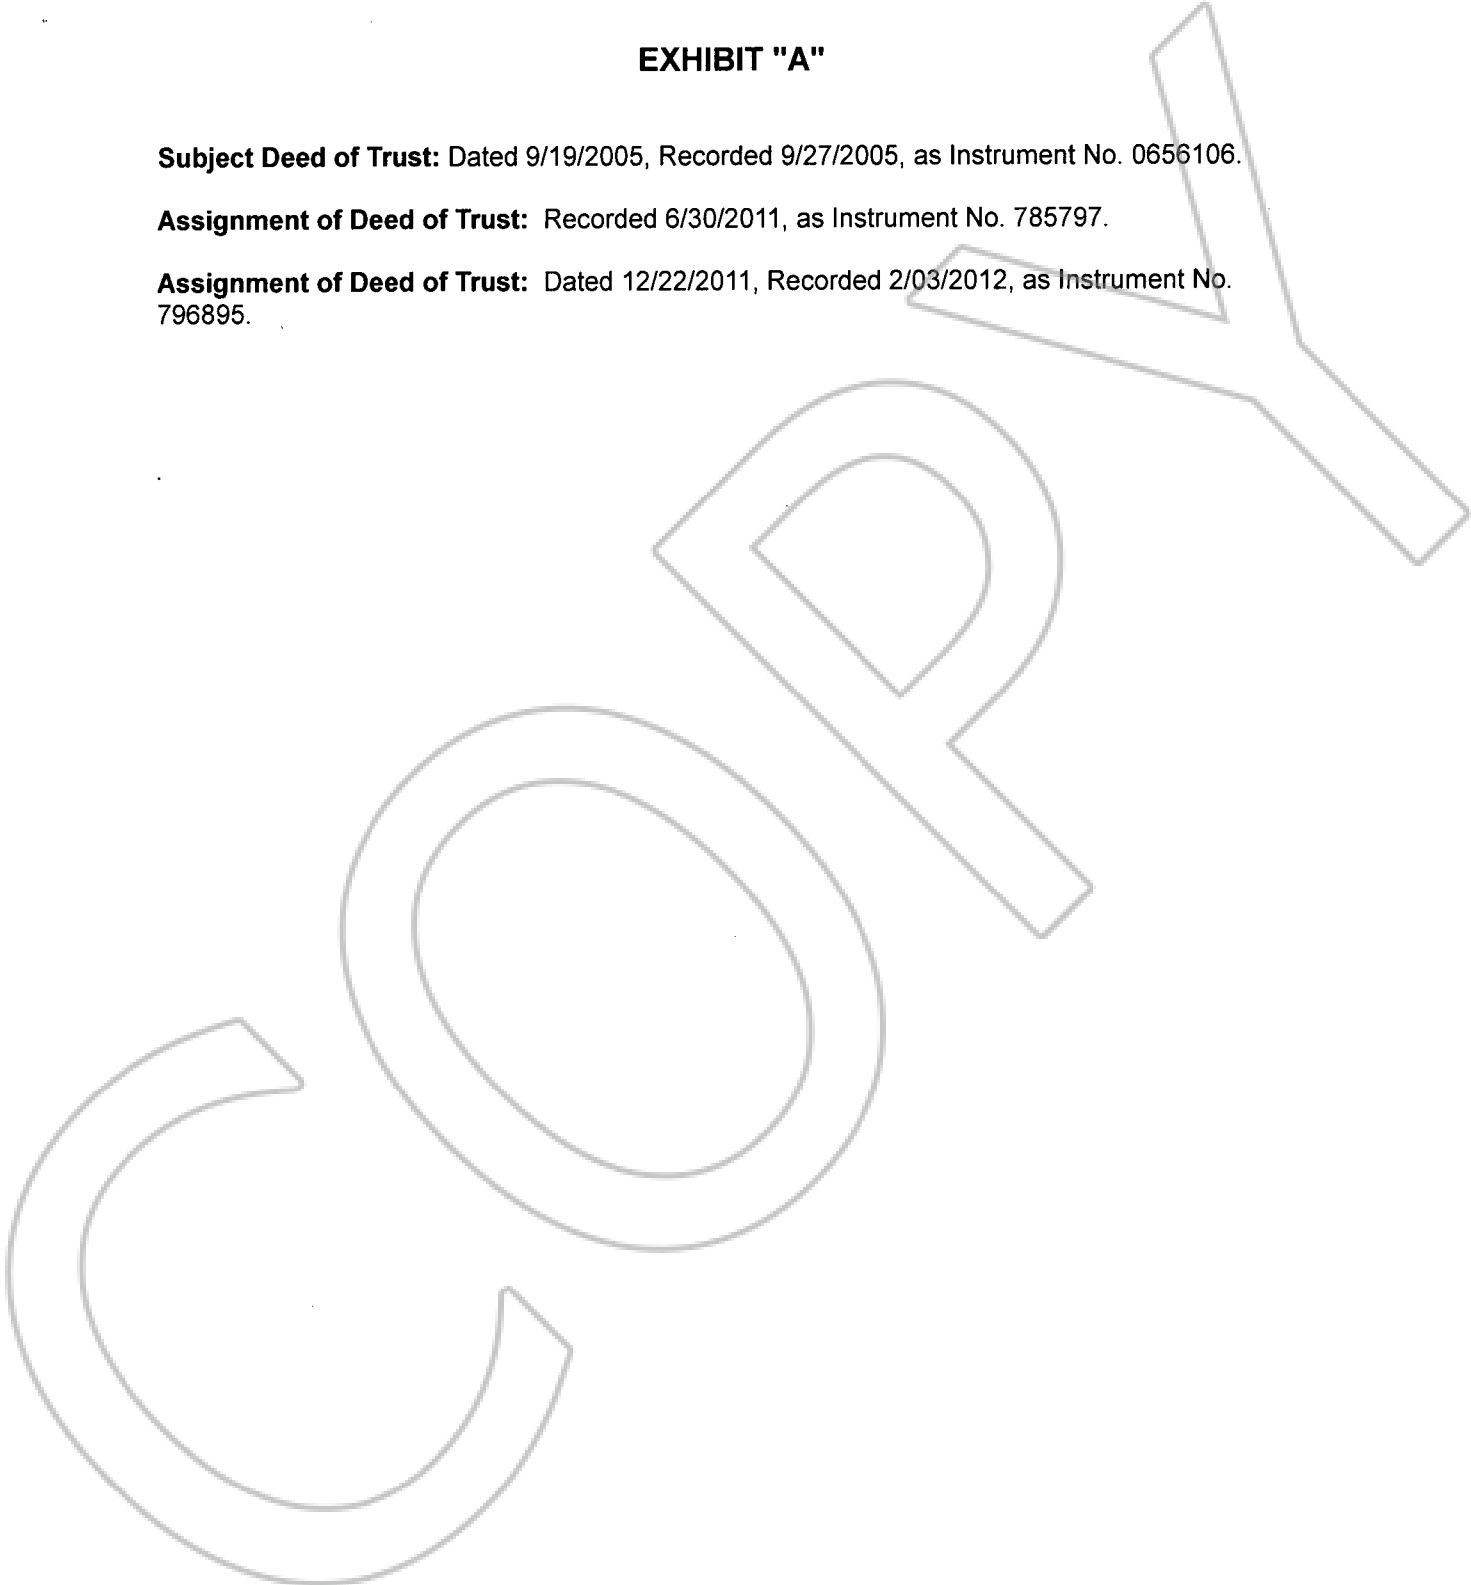 EXHIBIT "A"
Subject Deed of Trust: Dated 9/19/2005, Recorded 9/27/2005, as Instrument No. 0656106.
Assignment of Deed of Trust: Recorded 6/30/2011, as Instrument No. 785797.
Assignment of Deed of Trust: Dated 12/22/2011, Recorded 2/03/2012, as Instrument No.
796895.
COPY